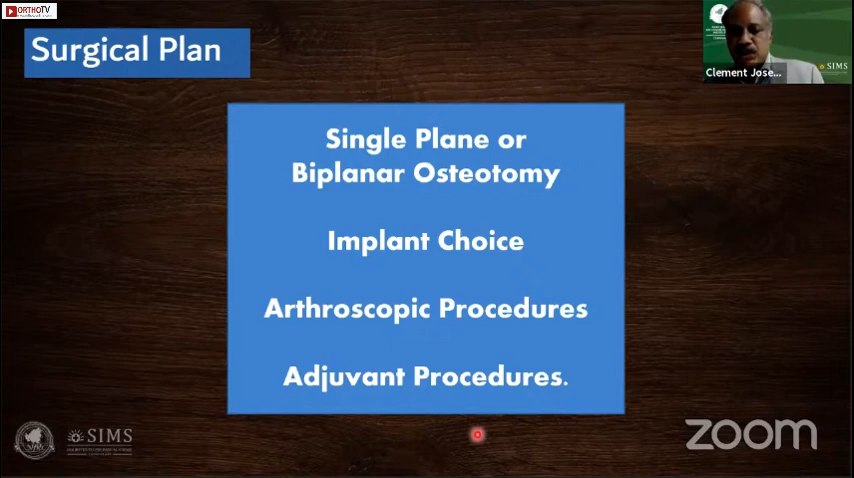 ORTHOTV
Surgical Plan
Clement Jose...
SIMS
Single Plane or
Biplanar Osteotomy
Implant Choice
Arthroscopic Procedures
Adjuvant Procedures.
SIMS
zoom